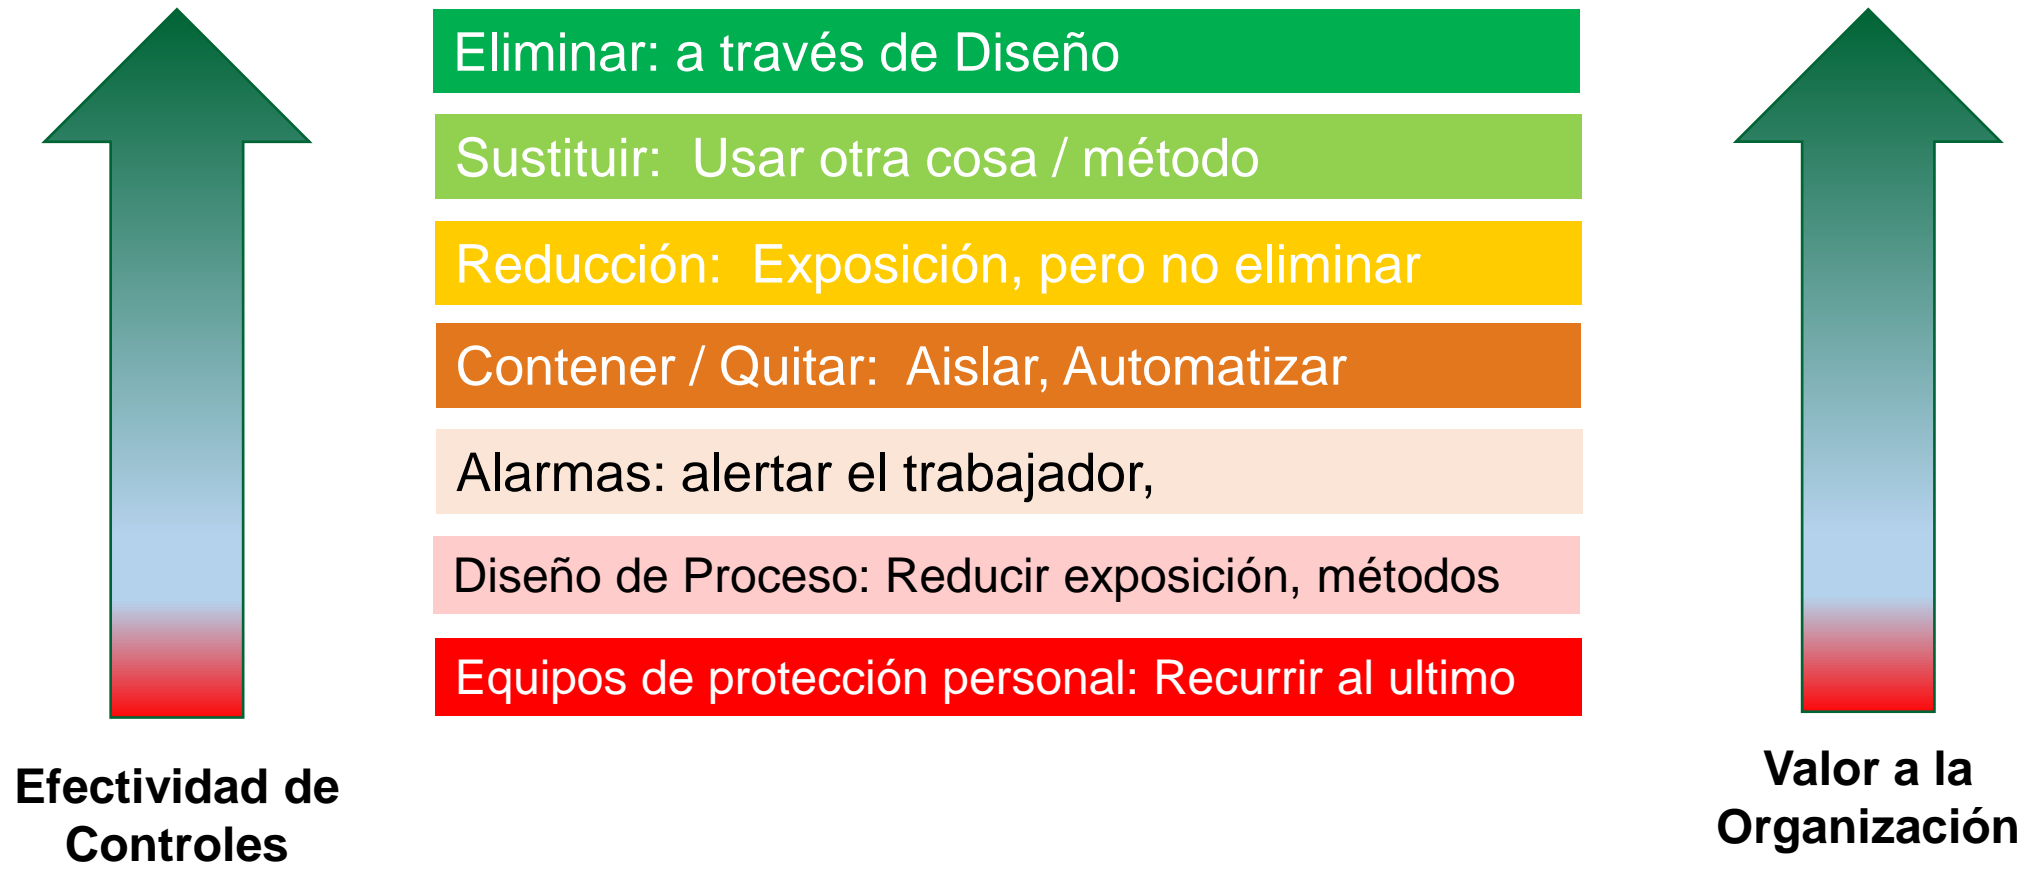 Eliminar: a través de Diseño
Sustituir: Usar otra cosa / método
Reducción: Exposición, pero no eliminar
Contener / Quitar: Aislar, Automatizar
Alarmas: alertar el trabajador,
Diseño de Proceso: Reducir exposición, métodos
Equipos de protección personal: Recurrir al ultimo
Efectividad de
Controles
Valor a la
Organización